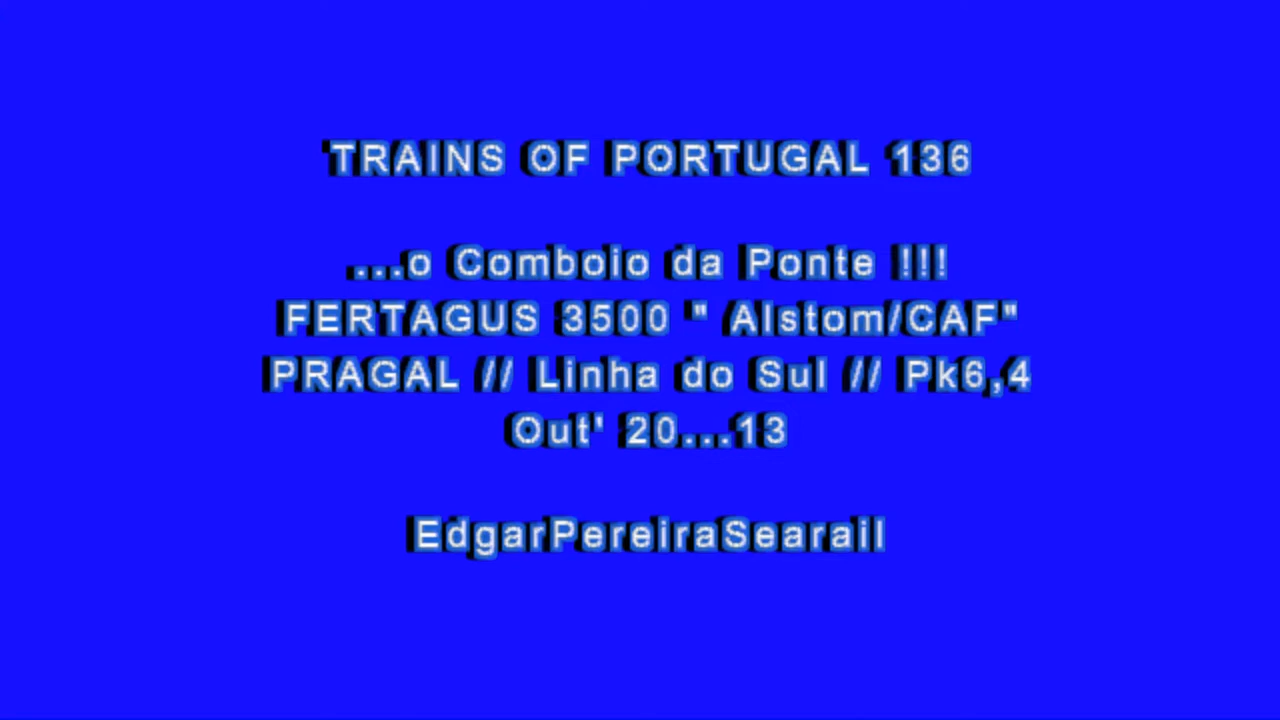 TRAINS OF PORTUGAL 136
...o Comboio da Ponte !!!
FERTAGUS 3500 " Alstom/CAF"
PRAGAL // Linha do Sul // Pk6,4
Out' 20...13
EdgarPereiraSearail